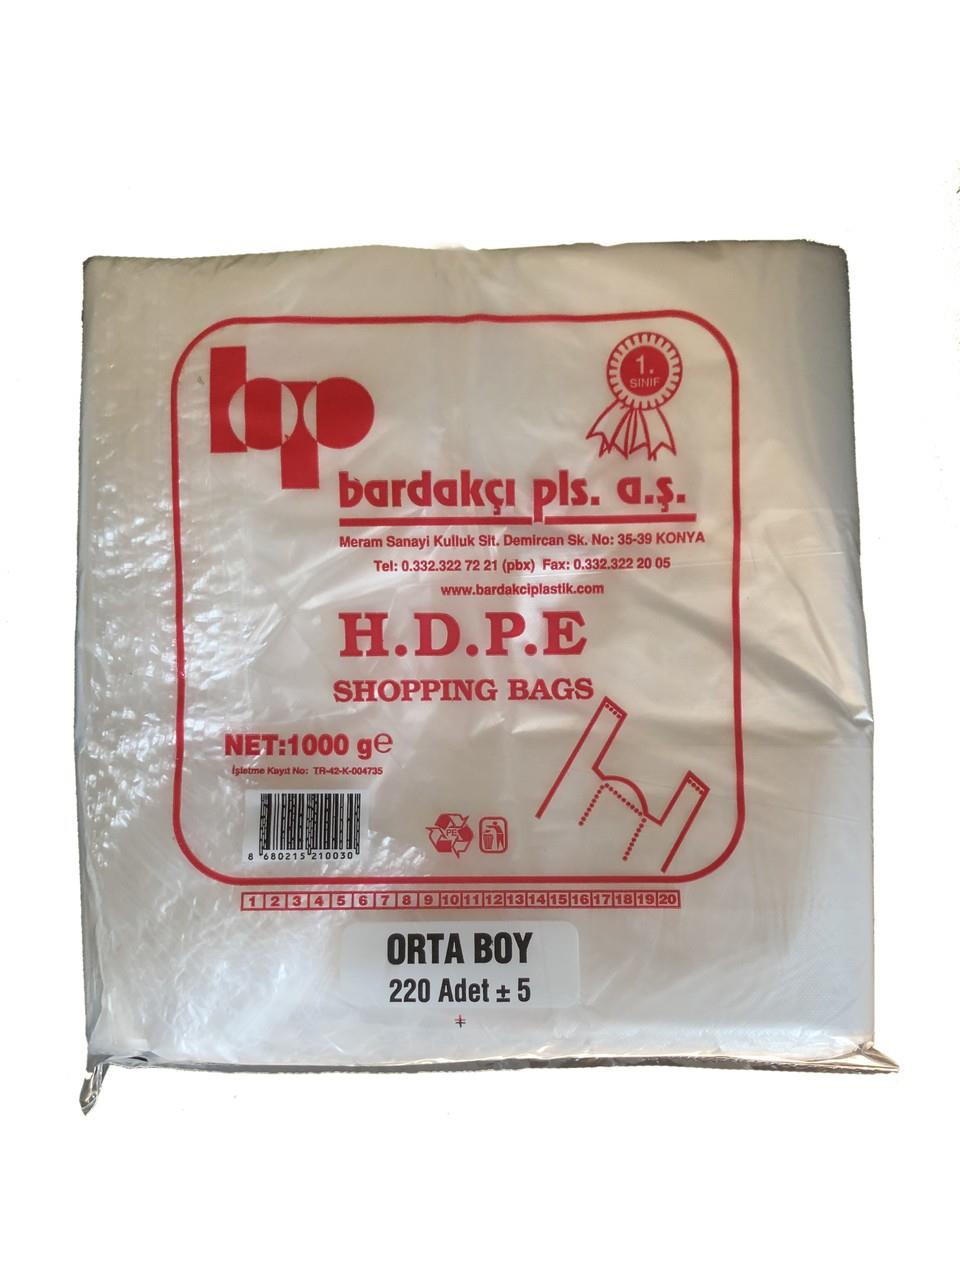 bp
1.
SINIF
bardakçı pls. a.ş.
Meram Sanayi Kulluk Slt. Demircan Sk. No: 35-39 KONYA
Tel: 0.332.322 72 21 (pbx) Fax: 0.332.322 20 05
www.bardakciplastik.com
H.D.P.E
SHOPPING BAGS
NET:1000 g℮
İşletme Kayıt No: TR-42-K-004735
8 680215 210030
PE
1 2 3 4 5 6 7 8 9 10 11 12 13 14 15 16 17 18 19 20
ORTA BOY
220 Adet ± 5